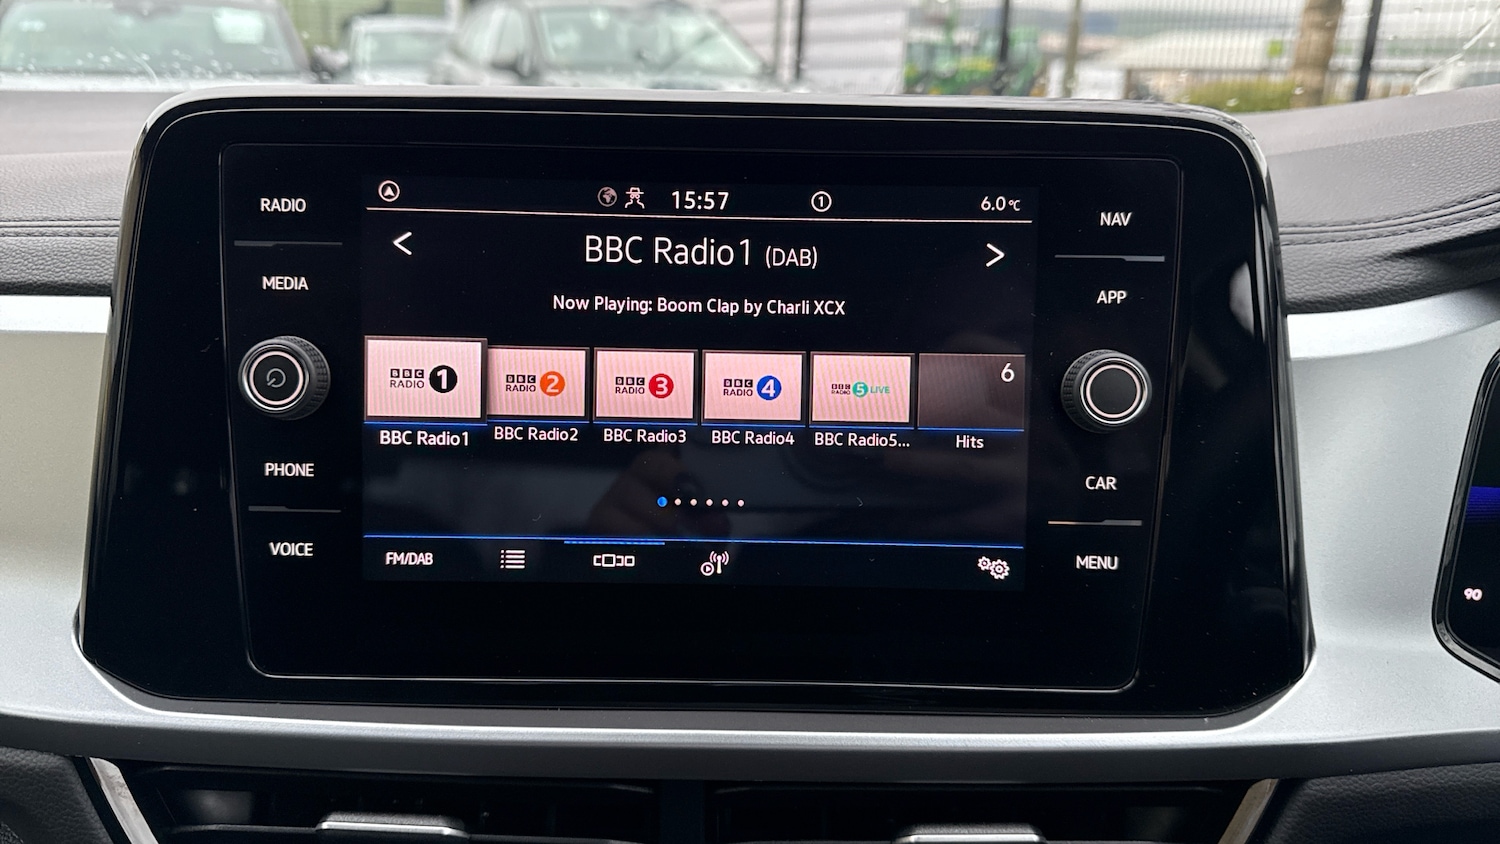 RADIO
MEDIA
PHONE
VOICE
15:57
1
6.0°C
<
BBC Radio1 (DAB)
>
Now Playing: Boom Clap by Charli XCX
BBC RADIO 1
BBC RADIO 2
BBC RADIO 3
BBC RADIO 4
BBC RADIO 5 LIVE
6
BBC Radio1
BBC Radio2
BBC Radio3
BBC Radio4
BBC Radio5...
Hits
FM/DAB
NAV
APP
CAR
MENU
90